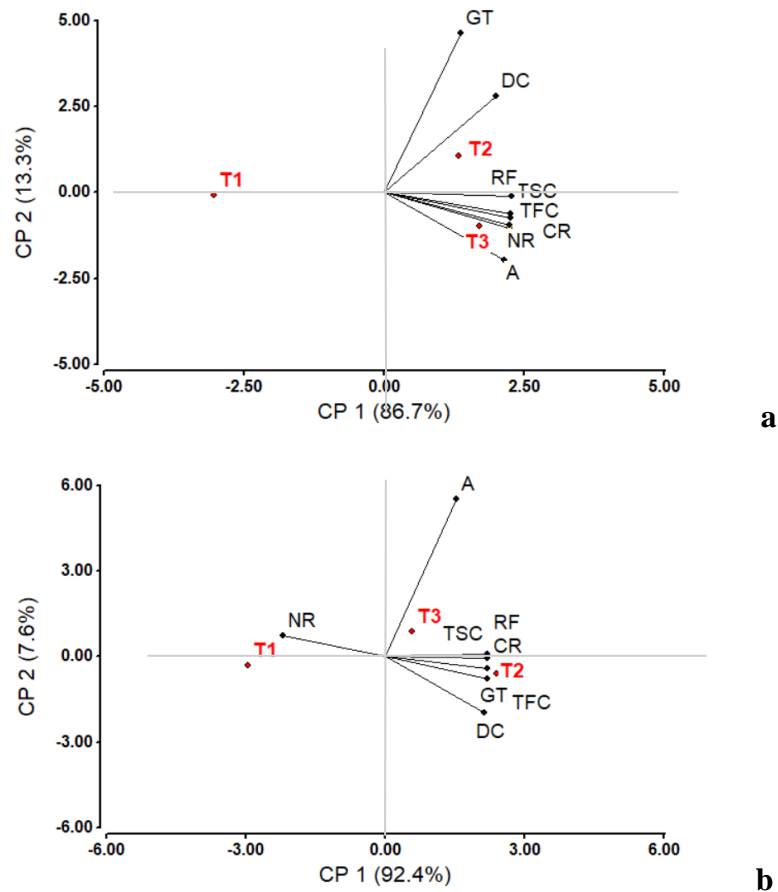 5.00
GT
DC
2.50
T2
CP 2 (13.3%)
T1
RF
TSC
0.00
TFC
CR
T3
NR
A
-2.50
-5.00
-5.00 -2.50 0.00 2.50 5.00
CP 1 (86.7%)
a
6.00
A
3.00
CP 2 (7.6%)
NR
T3
RF
TSC
T1
CR
0.00
T2
GT TFC
DC
-3.00
-6.00
-6.00 -3.00 0.00 3.00 6.00
CP 1 (92.4%)
b